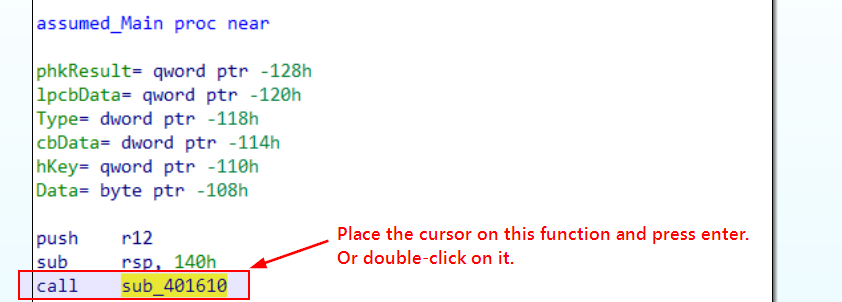 assumed_Main proc near
phkResult= qword ptr -128h
lpcbData= qword ptr -120h
Type= dword ptr -118h
cbData= dword ptr -114h
hKey= qword ptr -110h
Data= byte ptr -108h
push    r12
sub     rsp, 140h
call    sub_401610
Place the cursor on this function and press enter.
Or double-click on it.